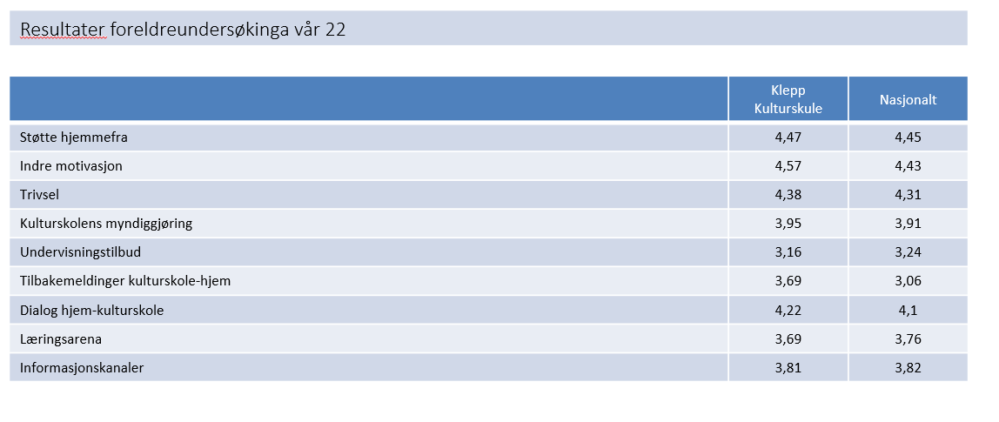 Resultater foreldreundersøkinga vår 22
Klepp
Kulturskule
Nasjonalt
Støtte hjemmefra 4,47 4,45
Indre motivasjon 4,57 4,43
Trivsel 4,38 4,31
Kulturskolens myndiggjøring 3,95 3,91
Undervisningstilbud 3,16 3,24
Tilbakemeldinger kulturskole-hjem 3,69 3,06
Dialog hjem-kulturskole 4,22 4,1
Læringsarena 3,69 3,76
Informasjonskanaler 3,81 3,82